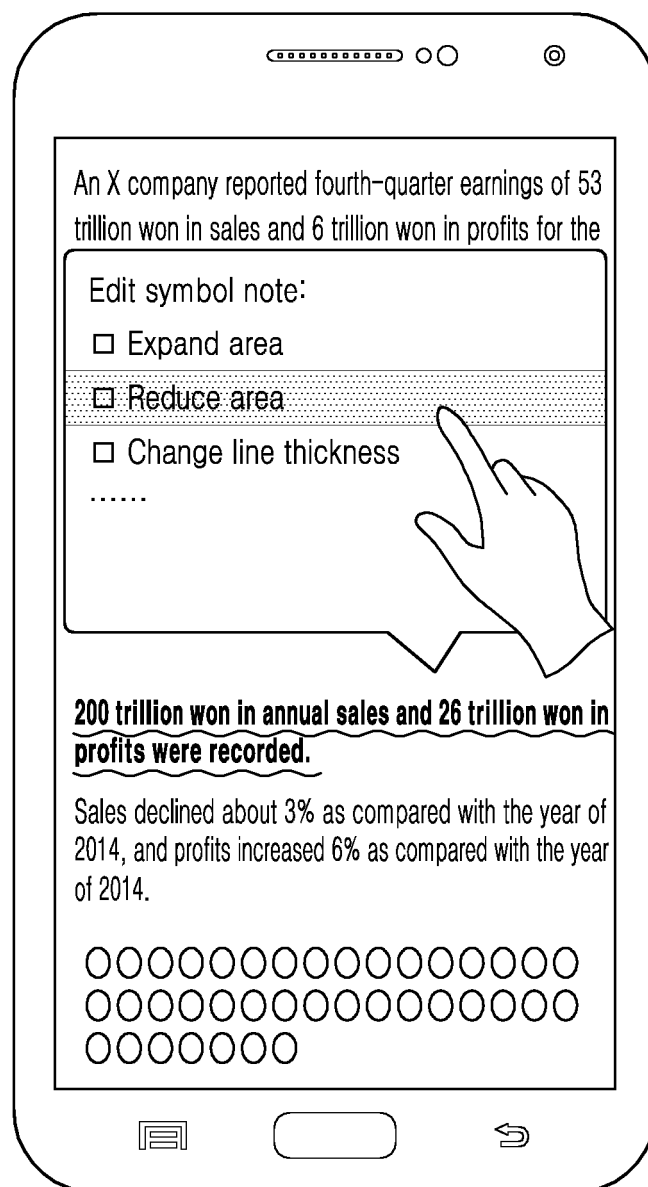 An X company reported fourth-quarter earnings of 53
trillion won in sales and 6 trillion won in profits for the
Edit symbol note:
□ Expand area
□ Reduce area
□ Change line thickness
......
200 trillion won in annual sales and 26 trillion won in
profits were recorded.
Sales declined about 3% as compared with the year of
2014, and profits increased 6% as compared with the year
of 2014.
OOOOOOOOOOOOOOOO
OOOOOOOOOOOOOOOO
OOOOOOO